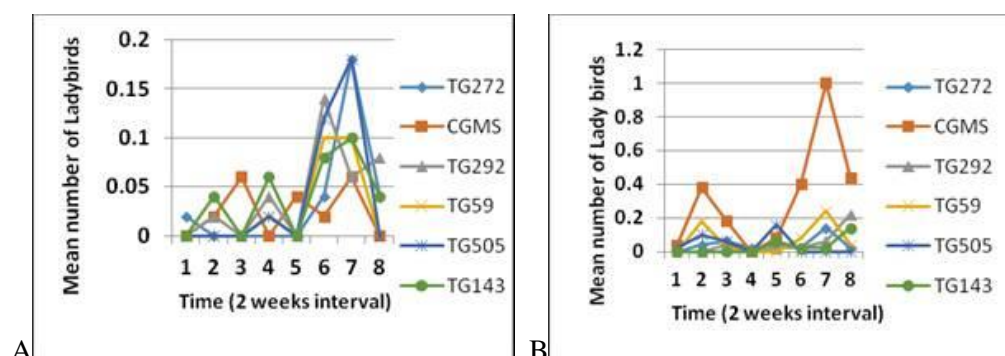 A
Mean number of Ladybirds
0.2
0.15
0.1
0.05
0
1 2 3 4 5 6 7 8
Time (2 weeks interval)
TG272
CGMS
TG292
TG59
TG505
TG143
B
Mean number of Lady birds
1.2
1
0.8
0.6
0.4
0.2
0
1 2 3 4 5 6 7 8
Time (2 weeks interval)
TG272
CGMS
TG292
TG59
TG505
TG143